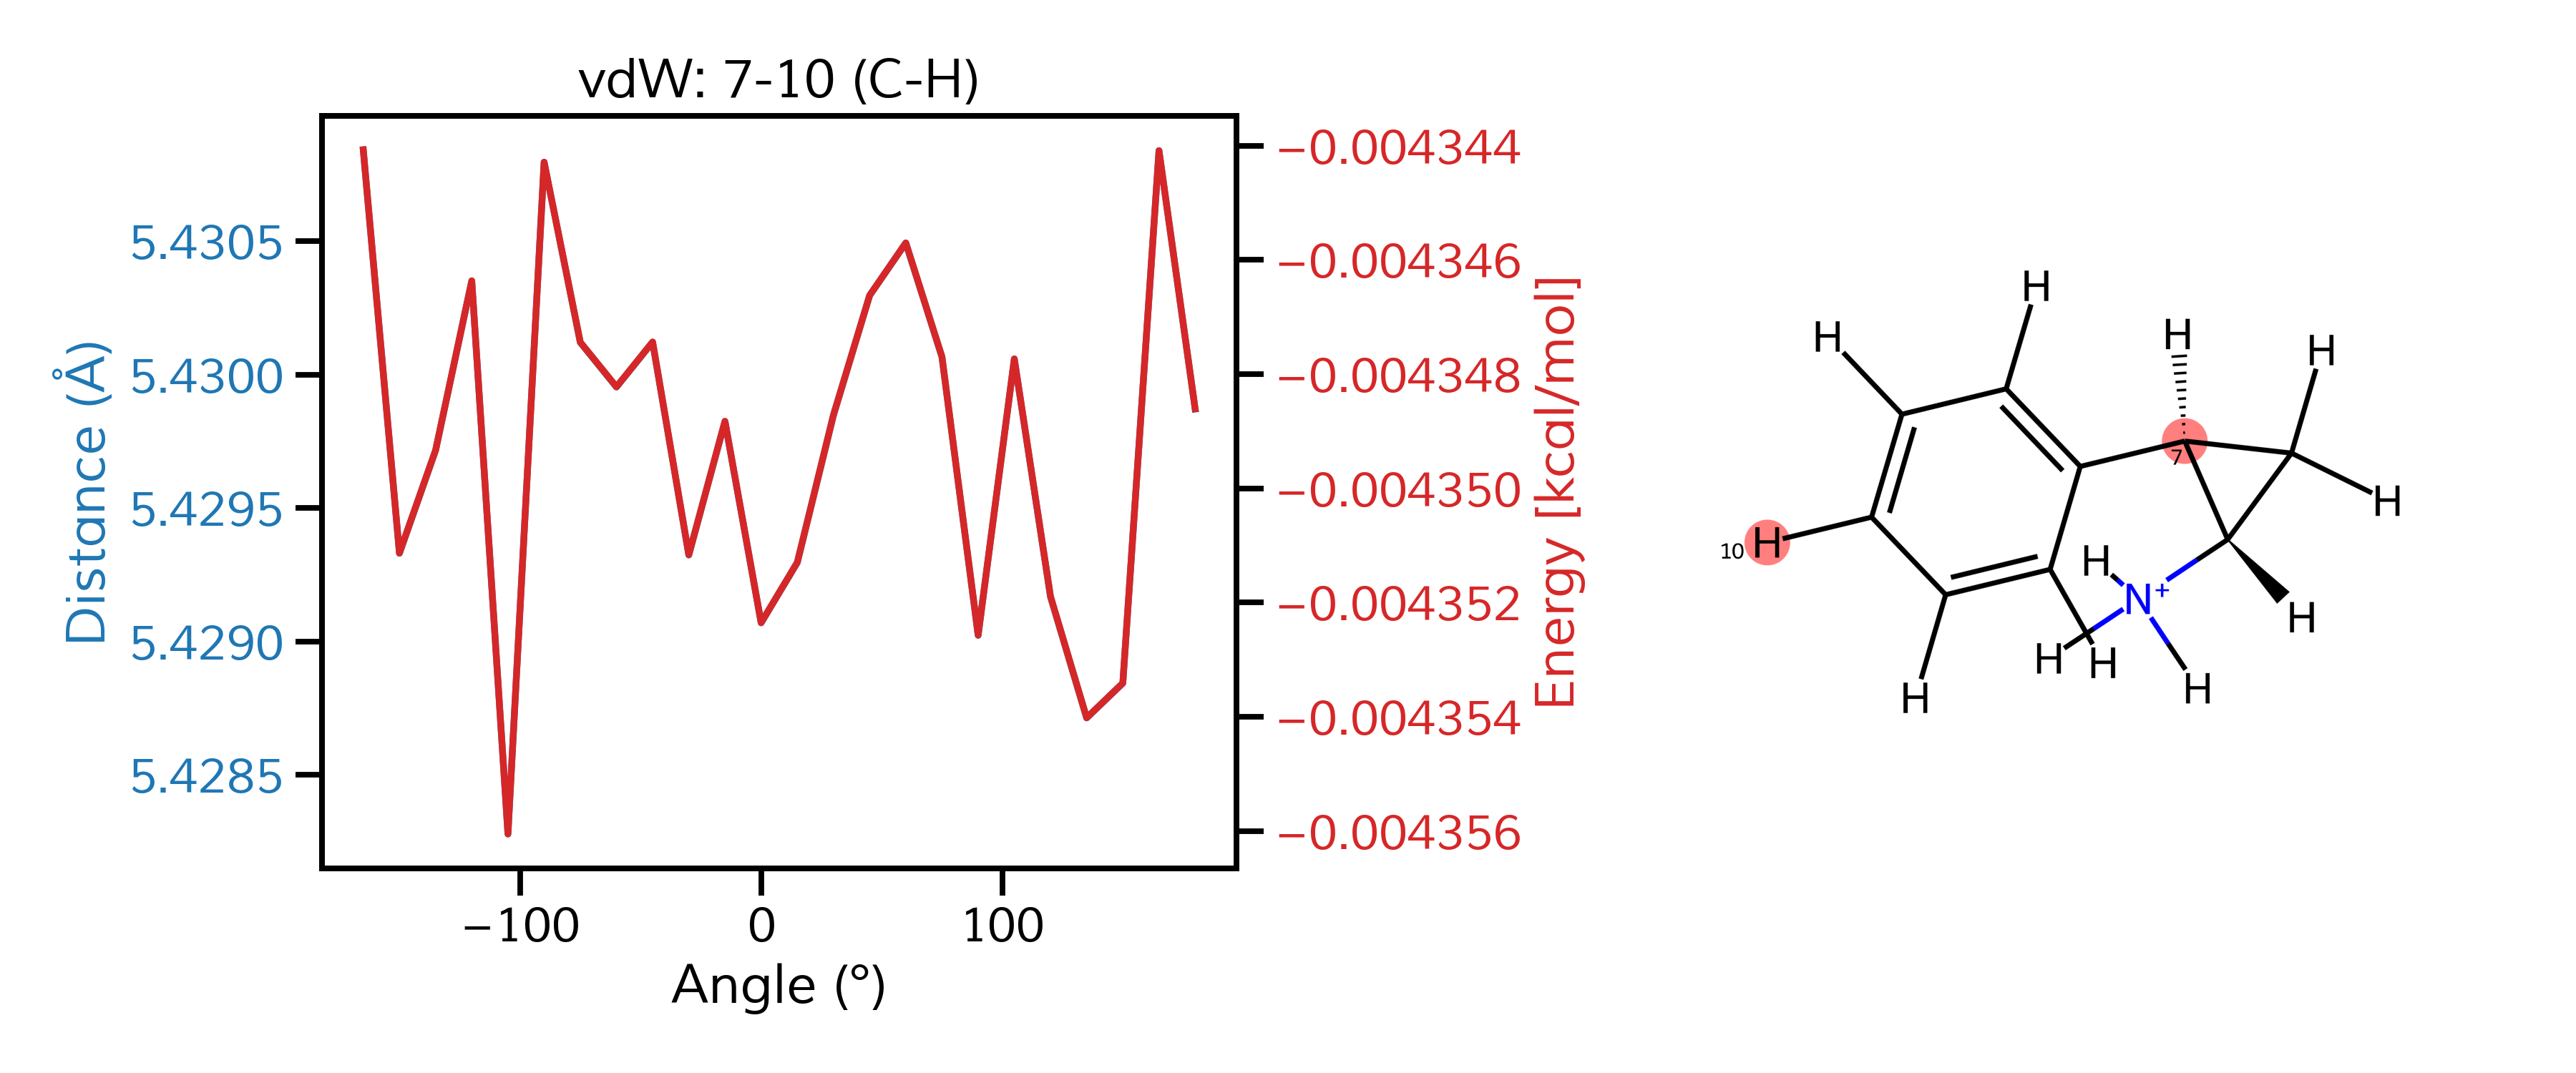 vdW: 7-10 (C-H)
Distance (Å)
5.4305
5.4300
5.4295
5.4290
5.4285
−0.004344
−0.004346
−0.004348
−0.004350
−0.004352
−0.004354
−0.004356
Energy [kcal/mol]
−100 0 100
Angle (°)
H
H
H
H
7
H
10 H
H
N+
H
H
H
H
H